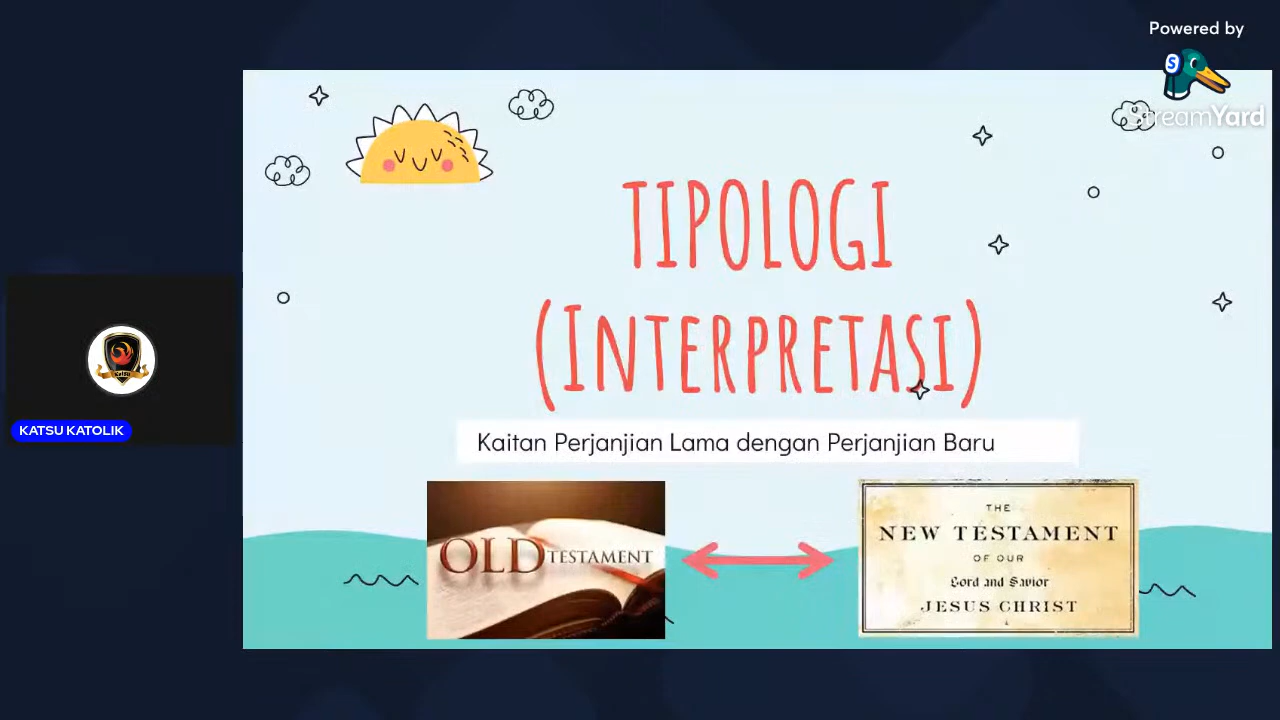 Powered by
StreamYard
TIPOLOGI
(INTERPRETASI)
Kaitan Perjanjian Lama dengan Perjanjian Baru
OLD TESTAMENT
THE
NEW TESTAMENT
OF OUR
Lord and Savior
JESUS CHRIST
KatSu
KATSU KATOLIK